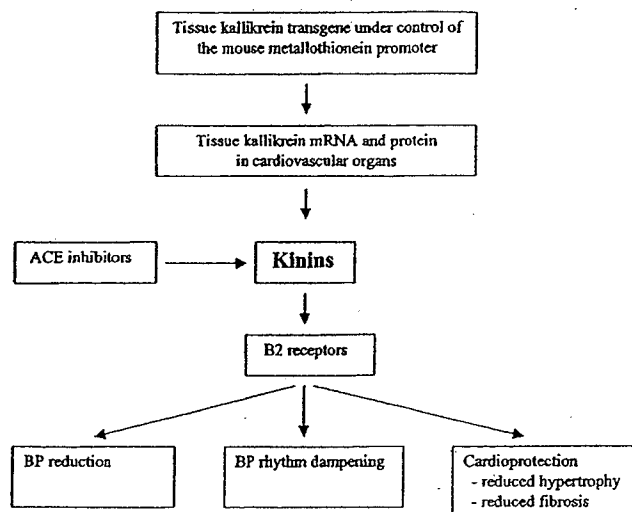 Tissue kallikrein transgene under control of
the mouse metallothionein promoter
Tissue kallikrein mRNA and protein
in cardiovascular organs
ACE inhibitors
Kinins
B2 receptors
BP reduction
BP rhythm dampening
Cardioprotection
- reduced hypertrophy
- reduced fibrosis